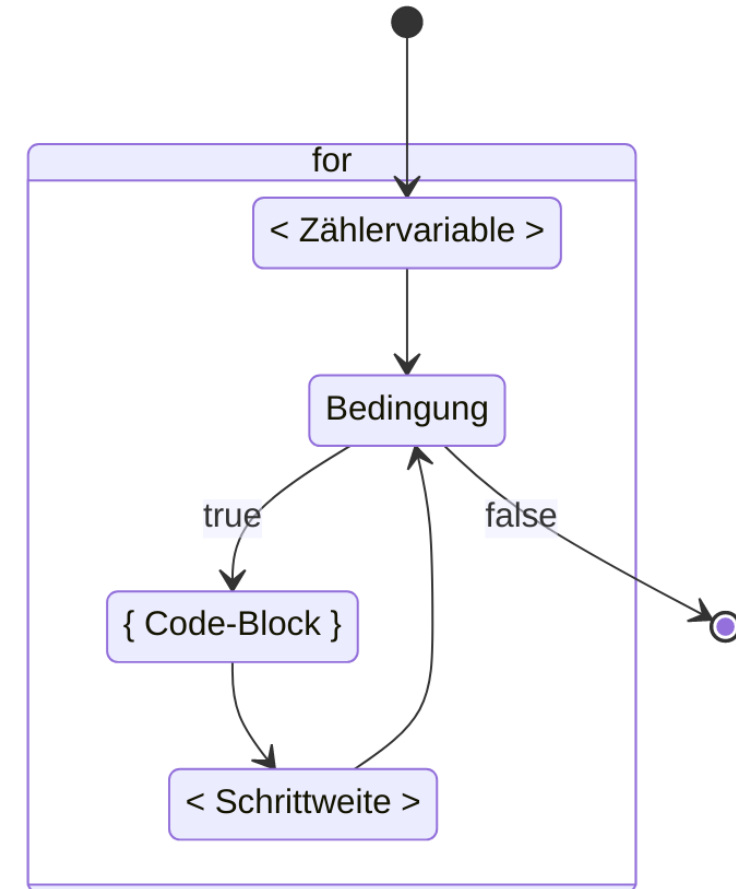 for
< Zählervariable >
Bedingung
true
false
{ Code-Block }
< Schrittweite >